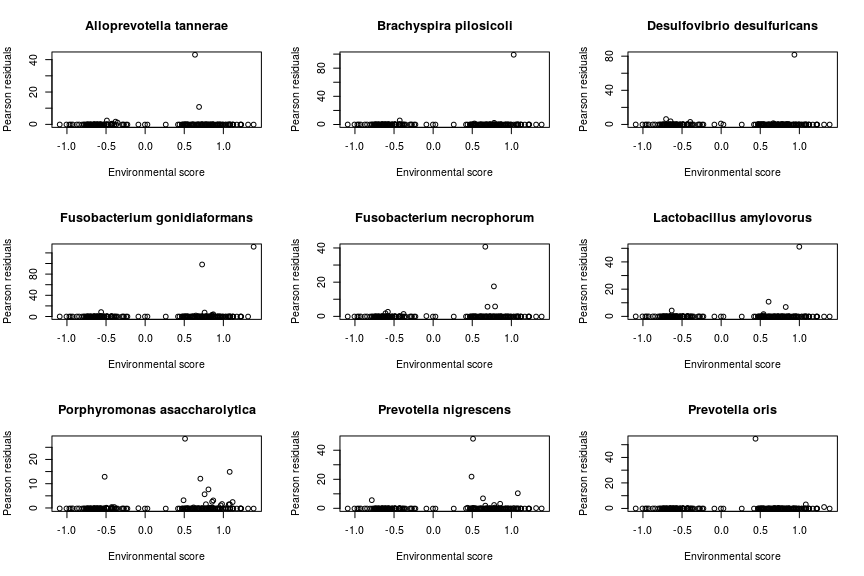 Alloprevotella tannerae
Pearson residuals
0 20 40
-1.0 -0.5 0.0 0.5 1.0
Environmental score
Brachyspira pilosicoli
Pearson residuals
0 40 80
-1.0 -0.5 0.0 0.5 1.0
Environmental score
Desulfovibrio desulfuricans
Pearson residuals
0 40 80
-1.0 -0.5 0.0 0.5 1.0
Environmental score
Fusobacterium gonidiaformans
Pearson residuals
0 40 80
-1.0 -0.5 0.0 0.5 1.0
Environmental score
Fusobacterium necrophorum
Pearson residuals
0 20 40
-1.0 -0.5 0.0 0.5 1.0
Environmental score
Lactobacillus amylovorus
Pearson residuals
0 20 40
-1.0 -0.5 0.0 0.5 1.0
Environmental score
Porphyromonas asaccharolytica
Pearson residuals
0 10 20
-1.0 -0.5 0.0 0.5 1.0
Environmental score
Prevotella nigrescens
Pearson residuals
0 20 40
-1.0 -0.5 0.0 0.5 1.0
Environmental score
Prevotella oris
Pearson residuals
0 20 40
-1.0 -0.5 0.0 0.5 1.0
Environmental score